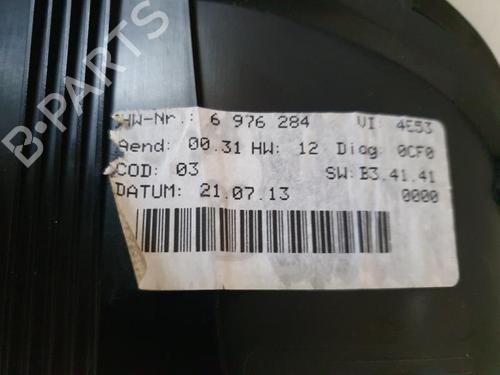 HW-Nr.: 6 976 284 VI: 4E53
Aend: 00.31 HW: 12 Diag: 0CF0
COD: 03 SW: B3.41.41
DATUM: 21.07.13 0000
B-PARTS